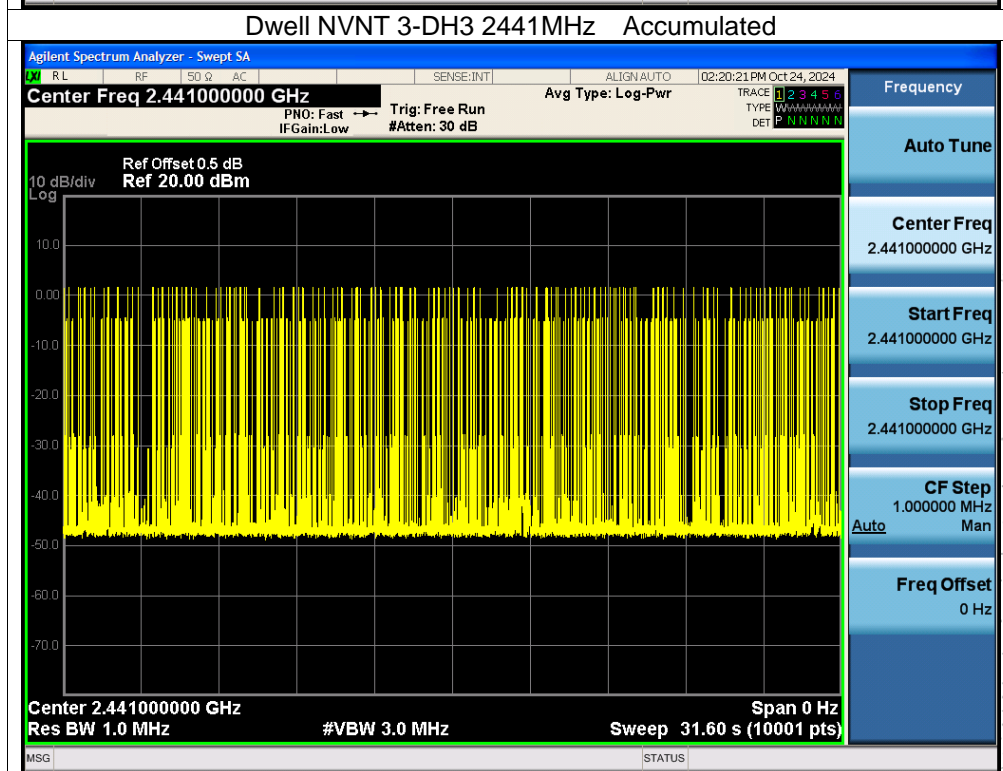 Dwell NVNT 3-DH3 2441MHz Accumulated
Agilent Spectrum Analyzer - Swept SA
LXI RL RF 50 Ω AC SENSE:INT ALIGN AUTO 02:20:21 PM Oct 24, 2024
Center Freq 2.441000000 GHz
PNO: Fast
IFGain:Low
Trig: Free Run
#Atten: 30 dB
Avg Type: Log-Pwr
TRACE 1 2 3 4 5 6
TYPE WWWWWW
DET P N N N N N
Frequency
Ref Offset 0.5 dB
10 dB/div Ref 20.00 dBm
Log
10.0
0.00
-10.0
-20.0
-30.0
-40.0
-50.0
-60.0
-70.0
Center 2.441000000 GHz Span 0 Hz
Res BW 1.0 MHz #VBW 3.0 MHz Sweep 31.60 s (10001 pts)
Auto Tune
Center Freq
2.441000000 GHz
Start Freq
2.441000000 GHz
Stop Freq
2.441000000 GHz
CF Step
1.000000 MHz
Auto Man
Freq Offset
0 Hz
MSG STATUS